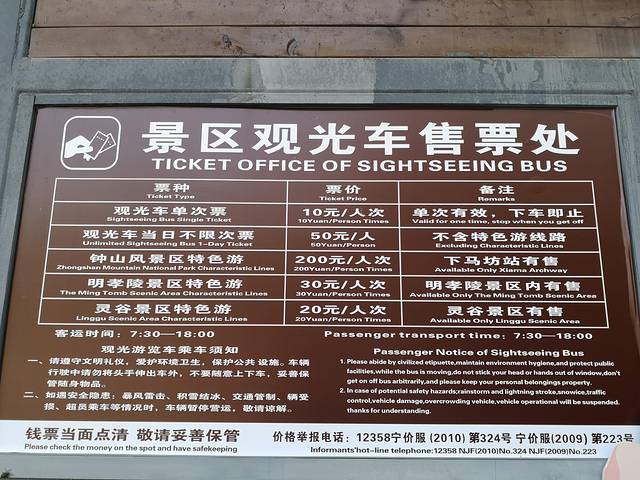 景区观光车售票处
TICKET OFFICE OF SIGHTSEEING BUS
票种 票价 备注
Ticket Type Ticket Price Remarks
观光车单次票 10元/人次 单次有效，下车即止
Sightseeing Bus Single Ticket 10Yuan/Person Times Valid for one time, stop when you get off
观光车当日不限次票 50元/人 不含特色游线路
Unlimited Sightseeing Bus 1-Day Ticket 50Yuan/Person Excluding Characteristic Lines
钟山风景区特色游 200元/人次 下马坊站有售
Zhongshan Mountain National Park Characteristic Lines 200Yuan/Person Times Available Only Xiama Archway
明孝陵景区特色游 30元/人次 明孝陵景区内有售
The Ming Tomb Scenic Area Characteristic Lines 30Yuan/Person Times Available Only The Ming Tomb Scenic Area
灵谷景区特色游 20元/人次 灵谷景区有售
Linggu Scenic Area Characteristic Lines 20Yuan/Person Times Available Only Linggu Scenic Area
客运时间：7:30—18:00 Passenger transport time: 7:30—18:00
观光游览车乘车须知
一、请遵守文明礼仪，爱护环境卫生，保护公共设施。车辆
行驶中请勿将头手伸出车外，不要随意上下车，妥善保
管随身物品。
二、如遇安全隐患：暴风雷击、积雪结冰、交通管制、辆受
损、超员乘车等情况时，车辆暂停营运，敬请谅解。
Passenger Notice of Sightseeing Bus
1. Please abide by civilized etiquette,maintain environment hygiene,and protect public
facilities,while the bus is moving,do not stick your head or hands out of window,don't
get on off bus arbitrarily,and please keep your personal belongings properly.
2. In case of potential safety hazards;rainstorm and lightning stroke,snowice,traffic
control,vehicle damage,overcrowding vehicle,vehicle operational will be suspended.
thanks for understanding.
钱票当面点清 敬请妥善保管 价格举报电话：12358宁价服 (2010) 第324号 宁价服(2009) 第223号
Please check the money on the spot and have safekeeping Informants'hot-line telephone:12358 NJF(2010)No.324 NJF(2009)No.223